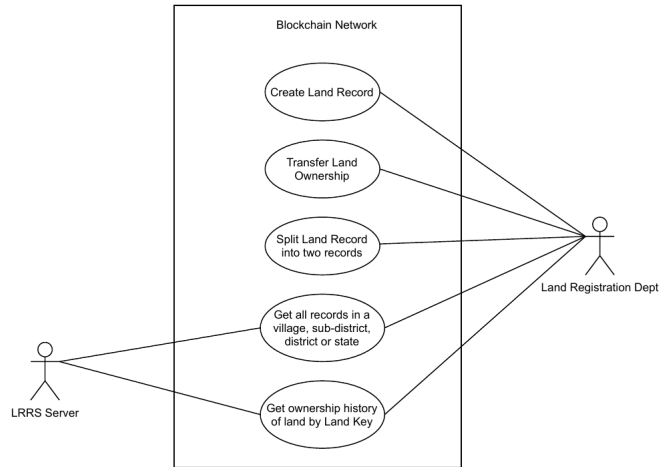 Blockchain Network
Create Land Record
Transfer Land
Ownership
Split Land Record
into two records
Land Registration Dept
Get all records in a
village, sub-district,
district or state
LRRS Server
Get ownership history
of land by Land Key